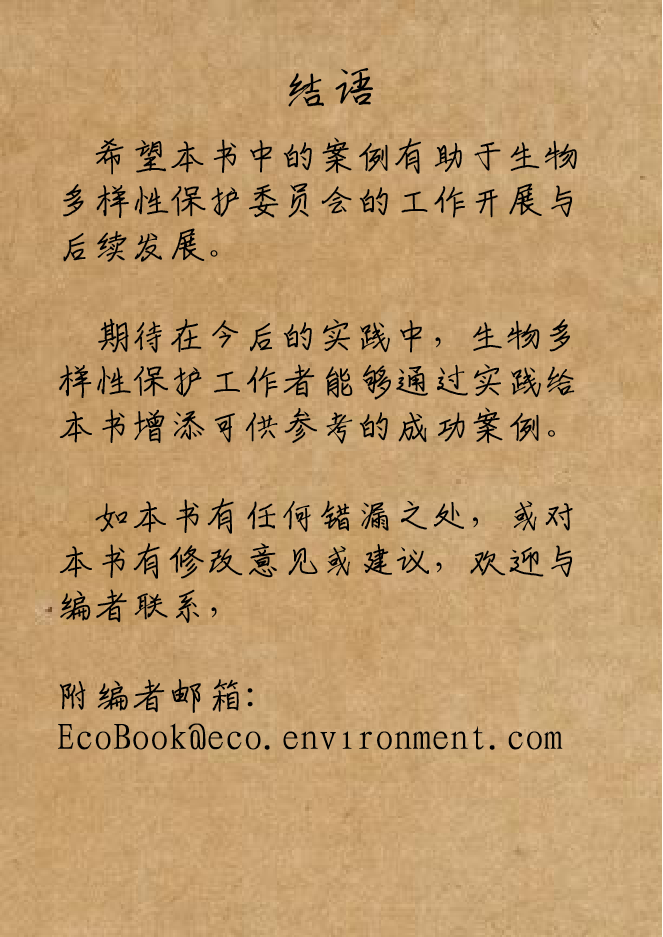 结语
希望本书中的案例有助于生物
多样性保护委员会的工作开展与
后续发展。
期待在今后的实践中，生物多
样性保护工作者能够通过实践给
本书增添可供参考的成功案例。
如本书有任何错漏之处，或对
本书有修改意见或建议，欢迎与
编者联系，
附编者邮箱：
EcoBook@eco.environment.com